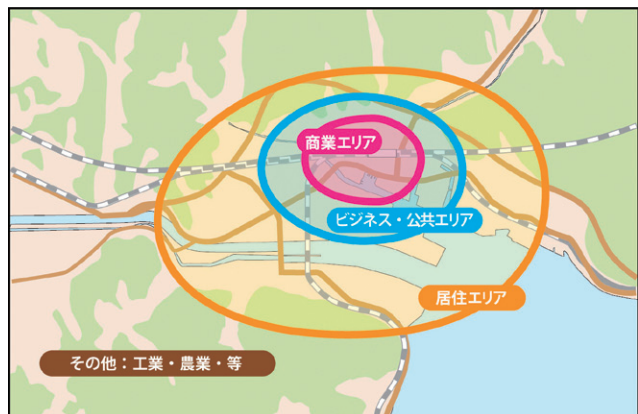 商業エリア
ビジネス・公共エリア
居住エリア
その他：工業・農業・等